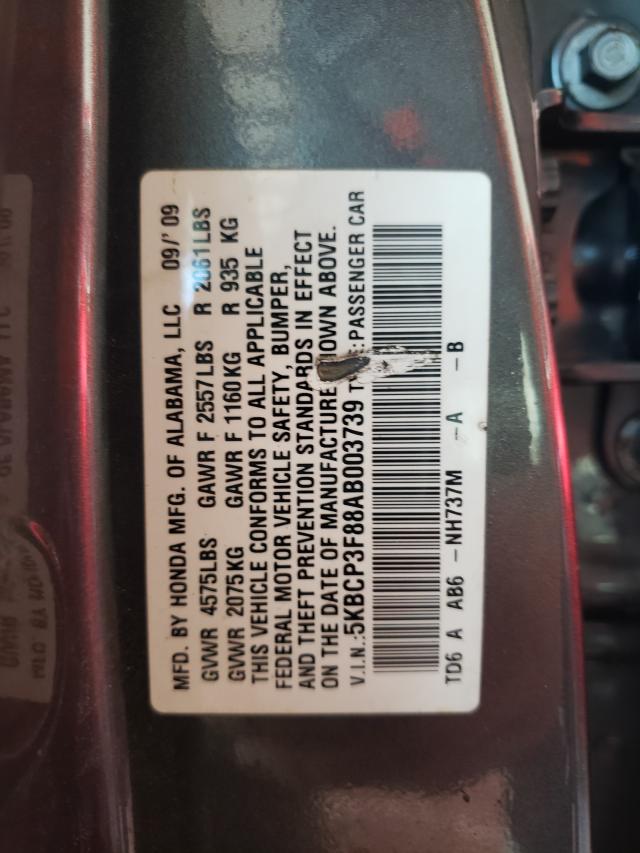 MFD. BY HONDA MFG. OF ALABAMA, LLC 09/'09
GVWR 4575LBS GAWR F 2557LBS R 2061LBS
GVWR 2075KG GAWR F 1160KG R 935 KG
THIS VEHICLE CONFORMS TO ALL APPLICABLE
FEDERAL MOTOR VEHICLE SAFETY, BUMPER,
AND THEFT PREVENTION STANDARDS IN EFFECT
ON THE DATE OF MANUFACTURE OWN ABOVE.
V.I.N.:5KBCP3F88AB003739 :PASSENGER CAR
TD6 A AB6 -NH737M -A -B